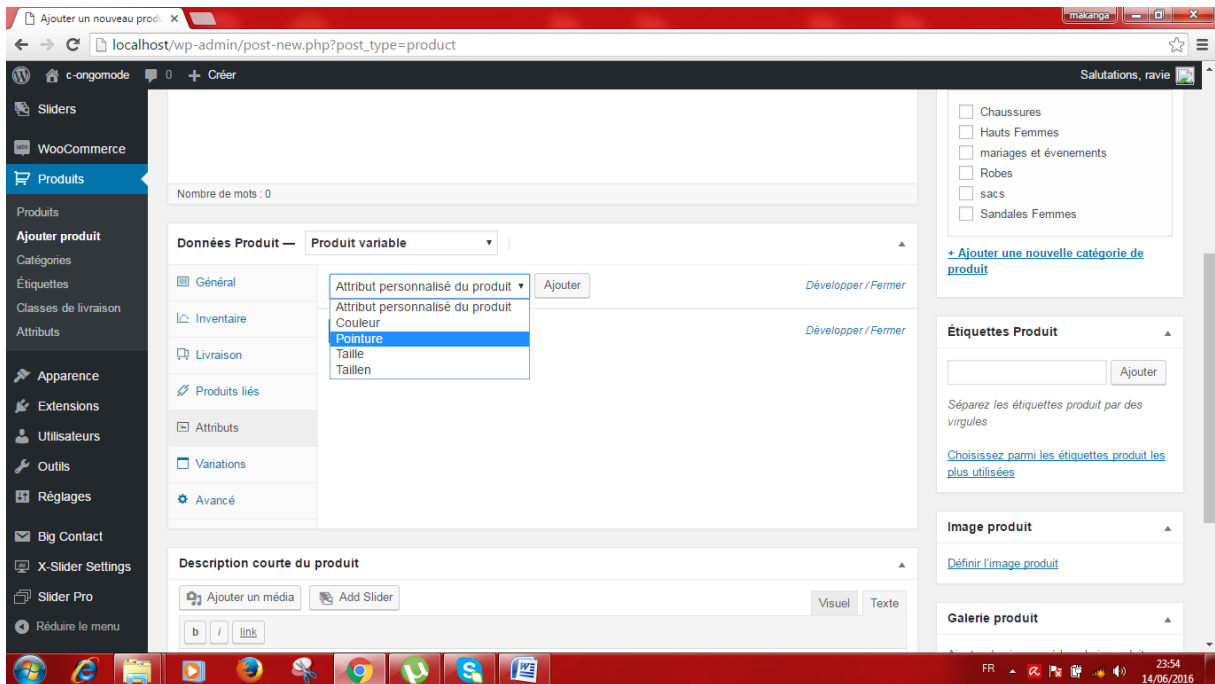 Ajouter un nouveau prod
makanga
localhost/wp-admin/post-new.php?post_type=product
c-ongomode
0
Créer
Salutations, ravie
Sliders
WooCommerce
Produits
Produits
Ajouter produit
Catégories
Étiquettes
Classes de livraison
Attributs
Apparence
Extensions
Utilisateurs
Outils
Réglages
Big Contact
X-Slider Settings
Slider Pro
Réduire le menu
Nombre de mots : 0
Données Produit — Produit variable
Général
Inventaire
Livraison
Produits liés
Attributs
Variations
Avancé
Attribut personnalisé du produit
Ajouter
Développer / Fermer
Attribut personnalisé du produit
Couleur
Pointure
Taille
Taillen
Développer / Fermer
Description courte du produit
Ajouter un média
Add Slider
Visuel
Texte
b
i
link
Chaussures
Hauts Femmes
mariages et évenements
Robes
sacs
Sandales Femmes
+ Ajouter une nouvelle catégorie de
produit
Étiquettes Produit
Ajouter
Séparez les étiquettes produit par des
virgules
Choisissez parmi les étiquettes produit les
plus utilisées
Image produit
Définir l'image produit
Galerie produit
FR
23:54
14/06/2016